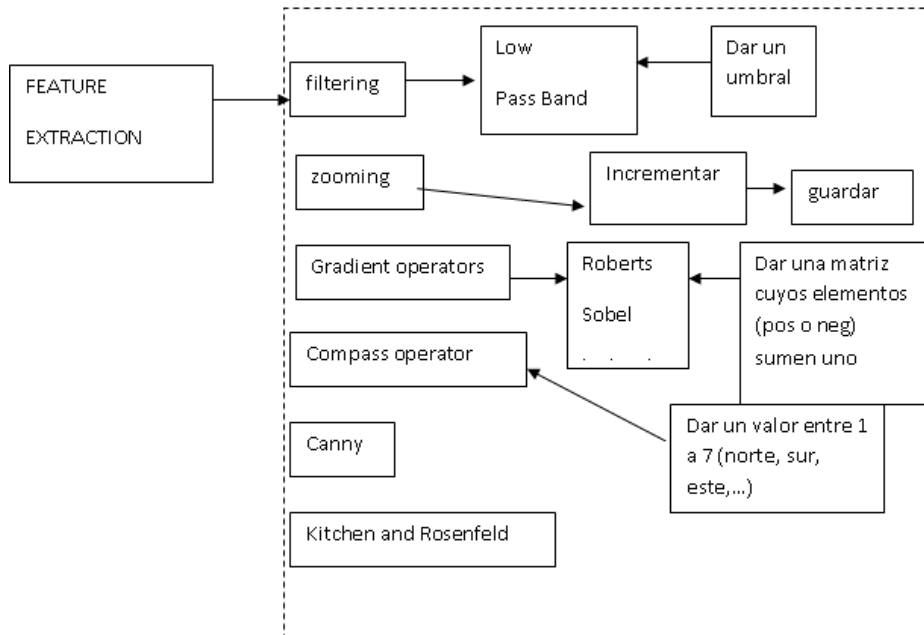 FEATURE
EXTRACTION
filtering
Low
Pass Band
Dar un
umbral
zooming
Incrementar
guardar
Gradient operators
Roberts
Sobel
. . .
Dar una matriz
cuyos elementos
(pos o neg)
sumen uno
Compass operator
Dar un valor entre 1
a 7 (norte, sur,
este,...)
Canny
Kitchen and Rosenfeld